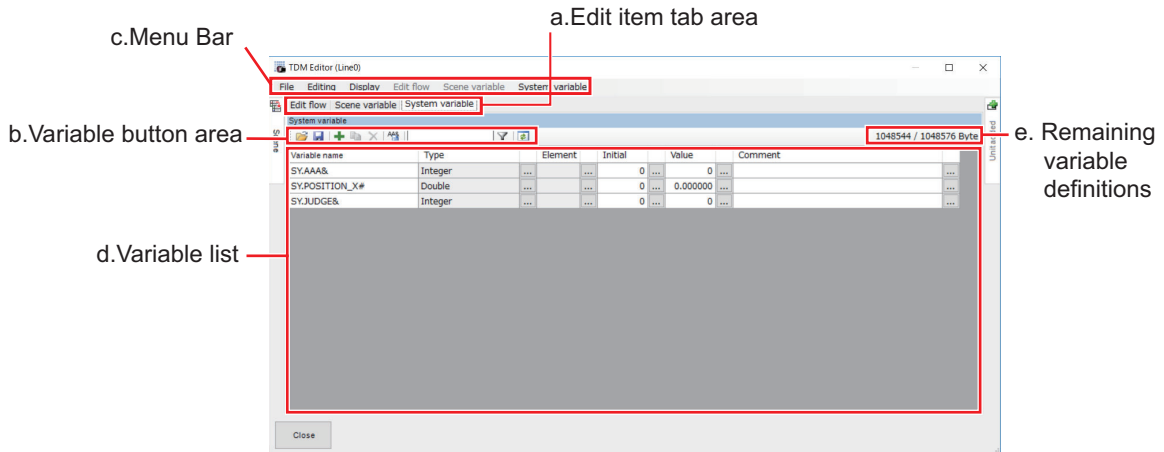 a.Edit item tab area
c.Menu Bar
TDM Editor (Line0)
File Editing Display Edit flow Scene variable System variable
Edit flow Scene variable System variable
System variable
b.Variable button area
1048544 / 1048576 Byte
e. Remaining
variable
definitions
Variable name Type Element Initial Value Comment
SY.AAA& Integer ... ... 0 ... 0 ... ...
SY.POSITION_X# Double ... ... 0 ... 0.000000 ... ...
SY.JUDGE& Integer ... ... 0 ... 0 ... ...
d.Variable list
Close